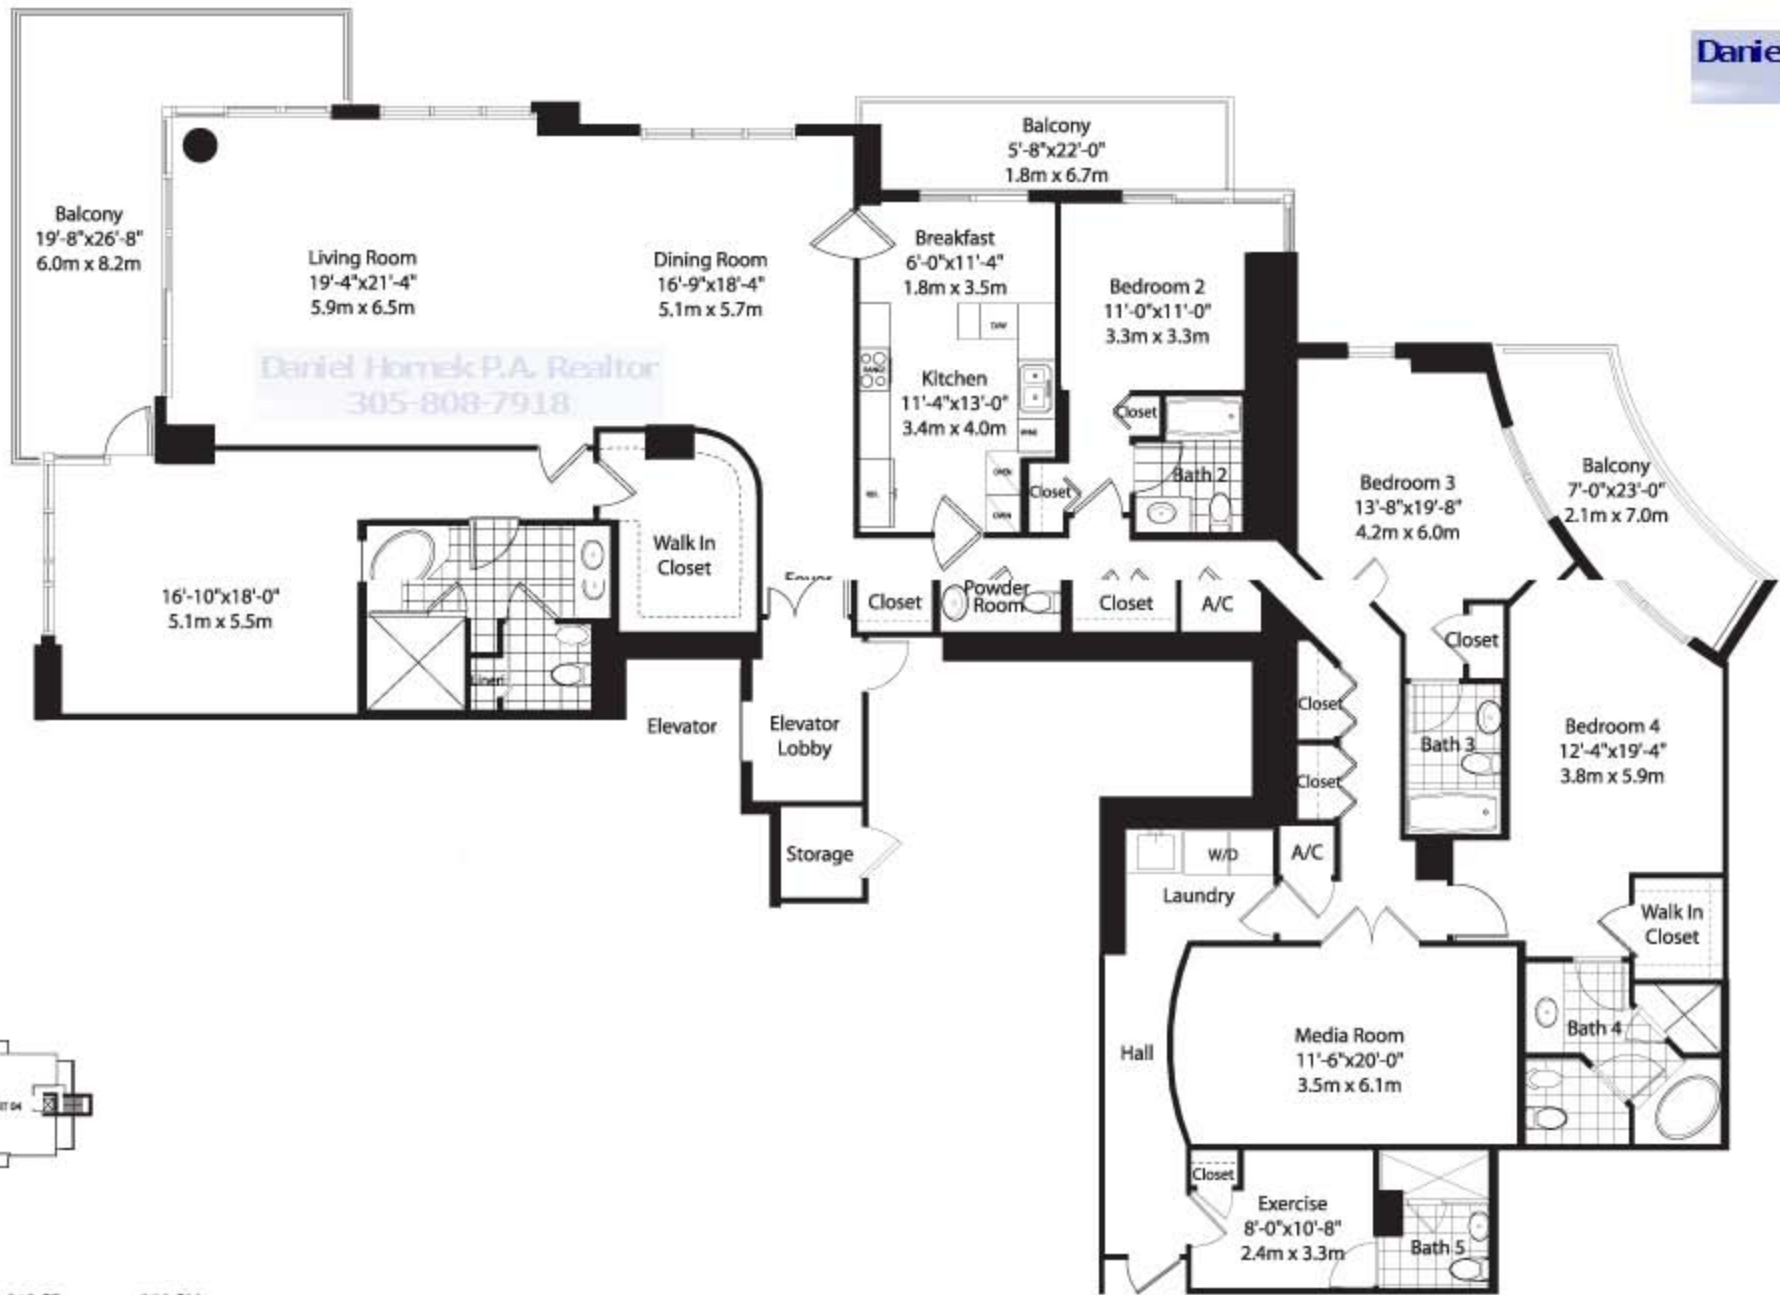 Danie
Balcony
19'-8"x26'-8"
6.0m x 8.2m
Living Room
19'-4"x21'-4"
5.9m x 6.5m
Dining Room
16'-9"x18'-4"
5.1m x 5.7m
Daniel Hornek P.A. Realtor
305-808-7918
Balcony
5'-8"x22'-0"
1.8m x 6.7m
Breakfast
6'-0"x11'-4"
1.8m x 3.5m
D/W
RANGE
Kitchen
11'-4"x13'-0"
3.4m x 4.0m
WINE
OVEN
OVEN
REF.
Bedroom 2
11'-0"x11'-0"
3.3m x 3.3m
Closet
Bath 2
Closet
Bedroom 3
13'-8"x19'-8"
4.2m x 6.0m
Balcony
7'-0"x23'-0"
2.1m x 7.0m
16'-10"x18'-0"
5.1m x 5.5m
Linen
Walk In
Closet
Foyer
Closet
Powder
Room
Closet
A/C
Closet
Elevator
Elevator
Lobby
Storage
Closet
Closet
Bath 3
Bedroom 4
12'-4"x19'-4"
3.8m x 5.9m
W/D
A/C
Laundry
Walk In
Closet
Hall
Media Room
11'-6"x20'-0"
3.5m x 6.1m
Bath 4
Closet
Exercise
8'-0"x10'-8"
2.4m x 3.3m
Bath 5
IT 04